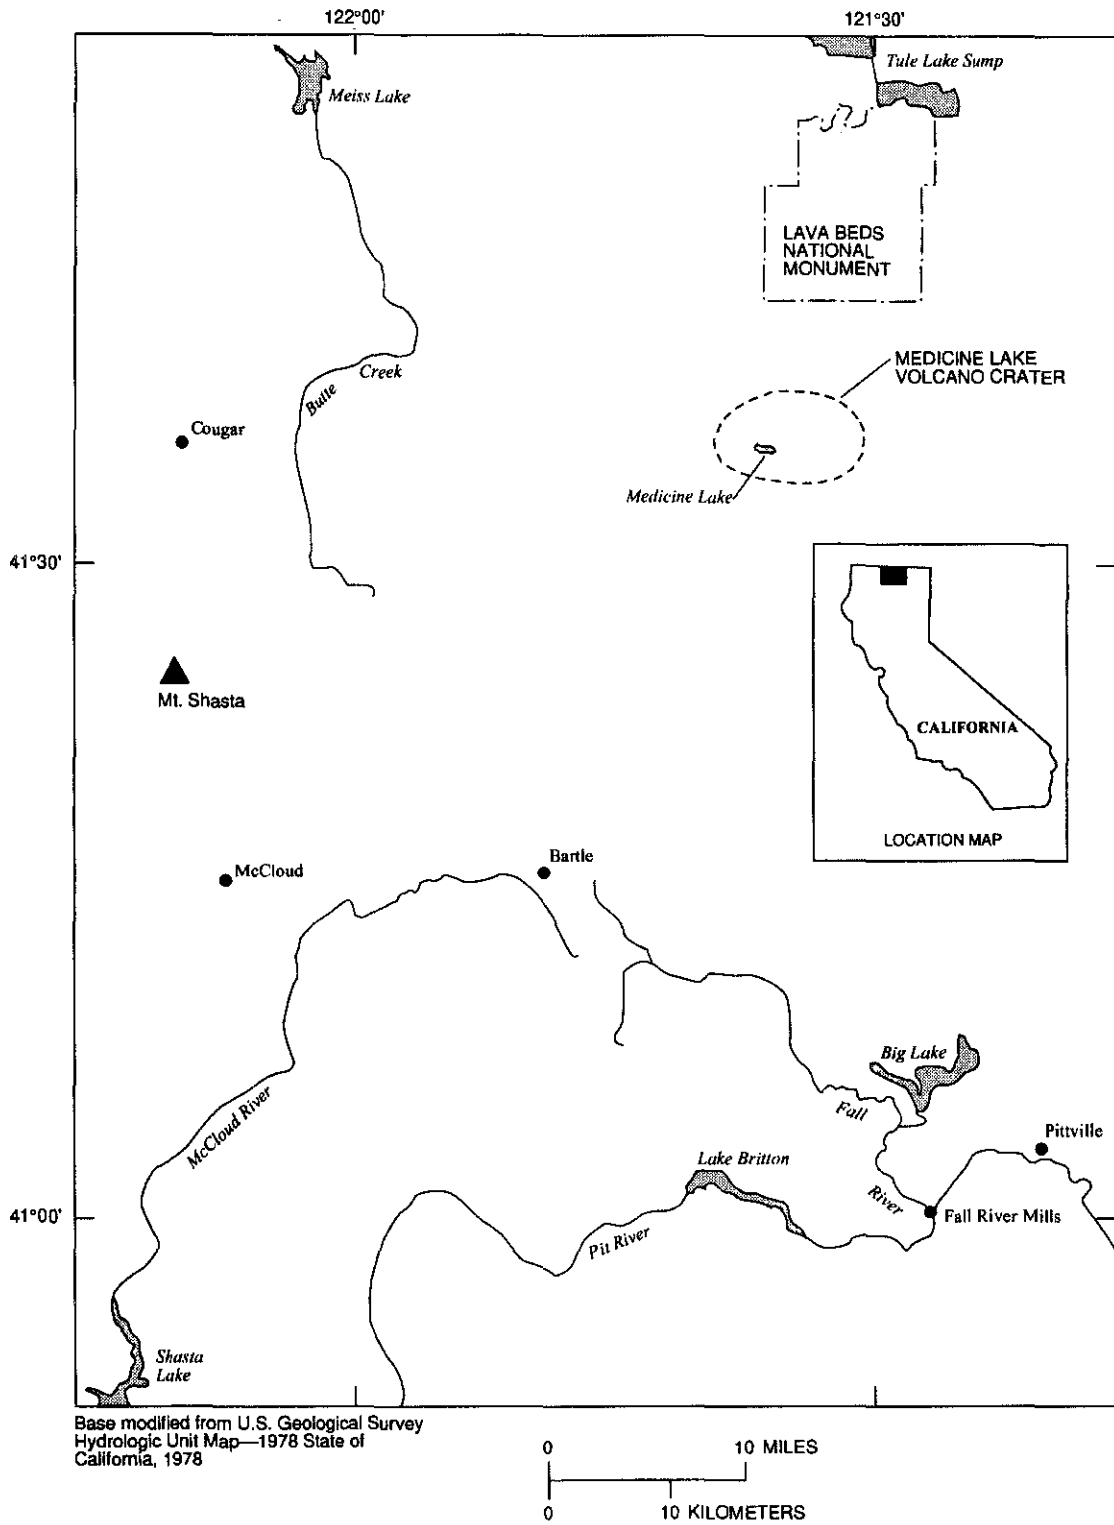 122°00'
121°30'
Tule Lake Sump
Meiss Lake
LAVA BEDS
NATIONAL
MONUMENT
MEDICINE LAKE
VOLCANO CRATER
Creek
Butte
Cougar
Medicine Lake
41°30'
Mt. Shasta
CALIFORNIA
LOCATION MAP
McCloud
Bartle
Big Lake
Fall
McCloud River
Pittville
Lake Britton
River
41°00'
Fall River Mills
Pit River
Shasta
Lake
Base modified from U.S. Geological Survey
Hydrologic Unit Map—1978 State of
California, 1978
0 10 MILES
0 10 KILOMETERS